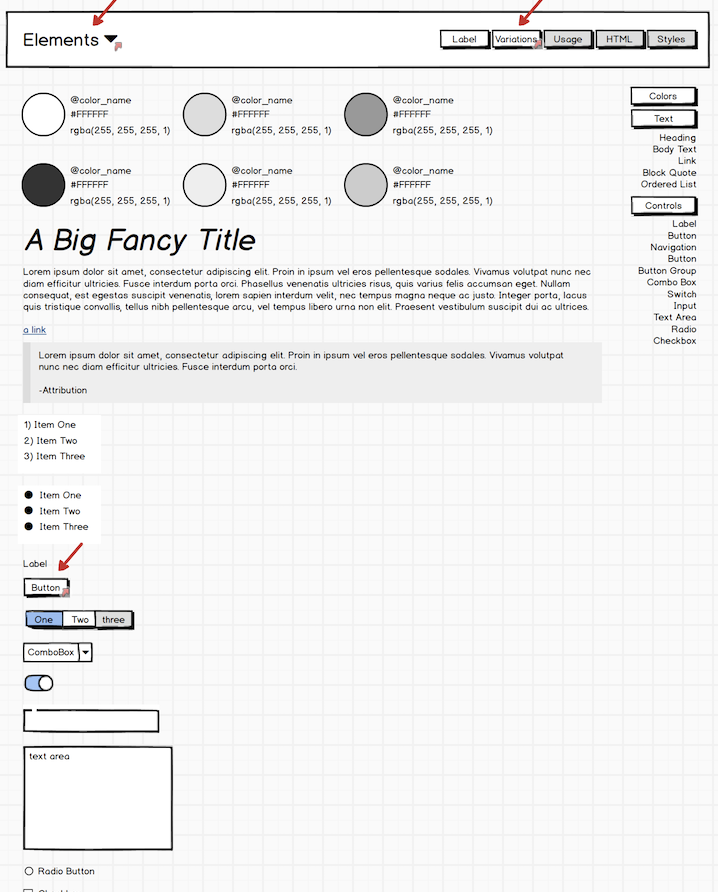 Elements
Label
Variations
Usage
HTML
Styles
@color_name
#FFFFFF
rgba(255, 255, 255, 1)
@color_name
#FFFFFF
rgba(255, 255, 255, 1)
@color_name
#FFFFFF
rgba(255, 255, 255, 1)
@color_name
#FFFFFF
rgba(255, 255, 255, 1)
@color_name
#FFFFFF
rgba(255, 255, 255, 1)
@color_name
#FFFFFF
rgba(255, 255, 255, 1)
A Big Fancy Title
Lorem ipsum dolor sit amet, consectetur adipiscing elit. Proin in ipsum vel eros pellentesque sodales. Vivamus volutpat nunc nec
diam efficitur ultricies. Fusce interdum porta orci. Phasellus venenatis ultricies risus, quis varius felis accumsan eget. Nullam
consequat, est egestas suscipit venenatis, lorem sapien interdum velit, nec tempus magna neque ac justo. Integer porta, lacus
quis tristique convallis, tellus nibh pellentesque arcu, vel tempus libero urna non elit. Praesent vestibulum suscipit dui ac ultrices.
a link
Lorem ipsum dolor sit amet, consectetur adipiscing elit. Proin in ipsum vel eros pellentesque sodales. Vivamus volutpat
nunc nec diam efficitur ultricies. Fusce interdum porta orci.
-Attribution
1) Item One
2) Item Two
3) Item Three
● Item One
● Item Two
● Item Three
Label
Button
One
Two
three
ComboBox
text area
Radio Button
Colors
Text
Heading
Body Text
Link
Block Quote
Ordered List
Controls
Label
Button
Navigation
Button
Button Group
Combo Box
Switch
Input
Text Area
Radio
Checkbox